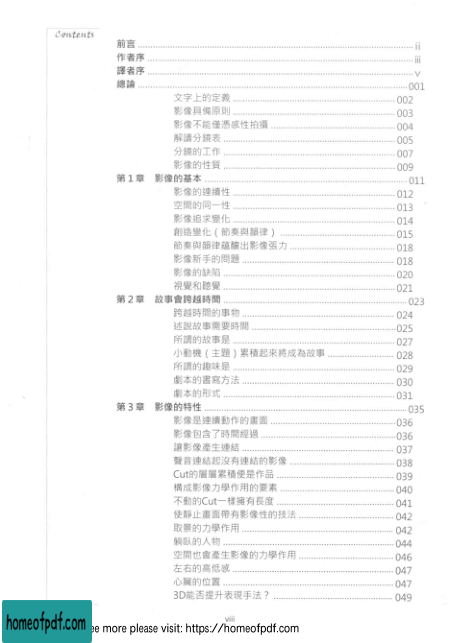 Contents
前言 ii
作者序 iii
譯者序 v
總論 001
文字上的定義 002
影像具備原則 003
影像不能僅憑感性拍攝 004
解讀分鏡表 005
分鏡的工作 007
影像的性質 009
第1章 影像的基本 011
影像的連續性 012
空間的同一性 013
影像追求變化 014
創造變化（節奏與韻律） 015
節奏與韻律蘊釀出影像張力 018
影像新手的問題 018
影像的缺陷 020
視覺和聽覺 021
第2章 故事會跨越時間 023
跨越時間的事物 024
述說故事需要時間 025
所謂的故事是 027
小動機（主題）累積起來將成為故事 028
所謂的趣味是 029
劇本的書寫方法 030
劇本的形式 031
第3章 影像的特性 035
影像是連續動作的畫面 036
影像包含了時間經過 036
讓影像產生連結 037
聲音連結起沒有連結的影像 038
Cut的層層累積便是作品 039
構成影像力學作用的要素 040
不動的Cut一樣擁有長度 041
使靜止畫面帶有影像性的技法 042
取景的力學作用 042
躺臥的人物 044
空間也會產生影像的力學作用 046
左右的高低感 047
心臟的位置 047
3D能否提升表現手法？ 049
viii
homeofpdf.com
ee more please visit: https://homeofpdf.com